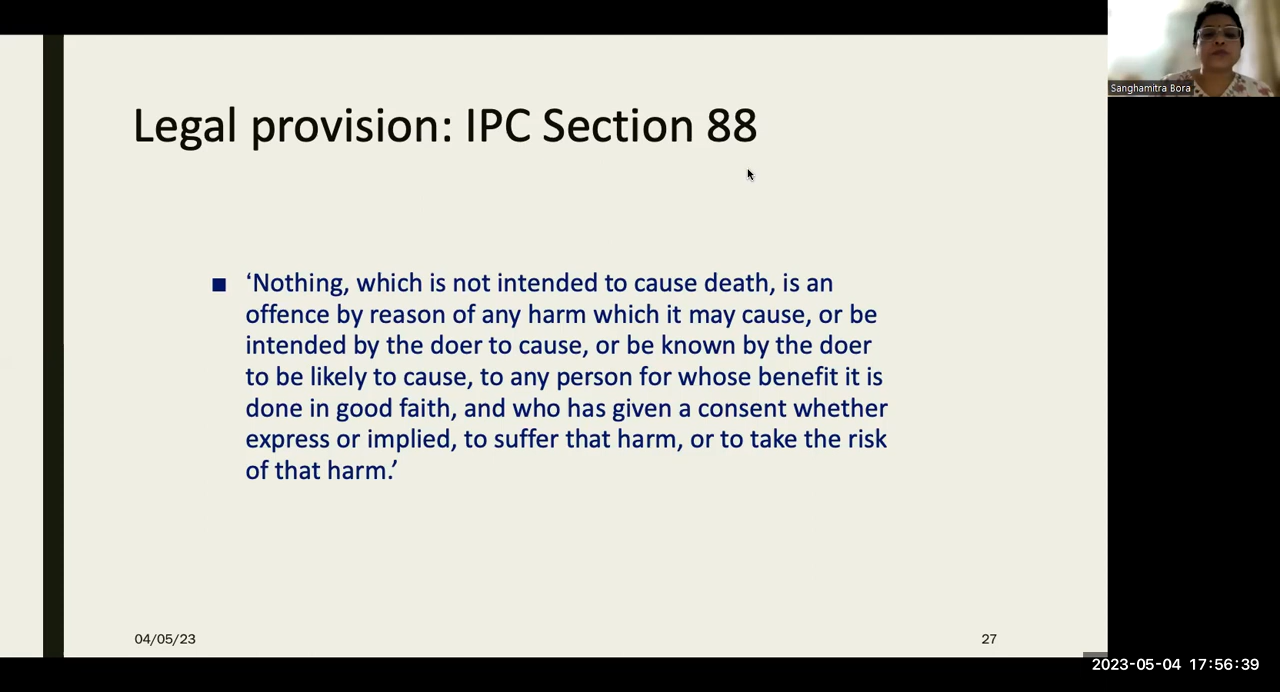 Sanghamitra Bora
Legal provision: IPC Section 88
■ ‘Nothing, which is not intended to cause death, is an
offence by reason of any harm which it may cause, or be
intended by the doer to cause, or be known by the doer
to be likely to cause, to any person for whose benefit it is
done in good faith, and who has given a consent whether
express or implied, to suffer that harm, or to take the risk
of that harm.’
04/05/23
27
2023-05-04 17:56:39